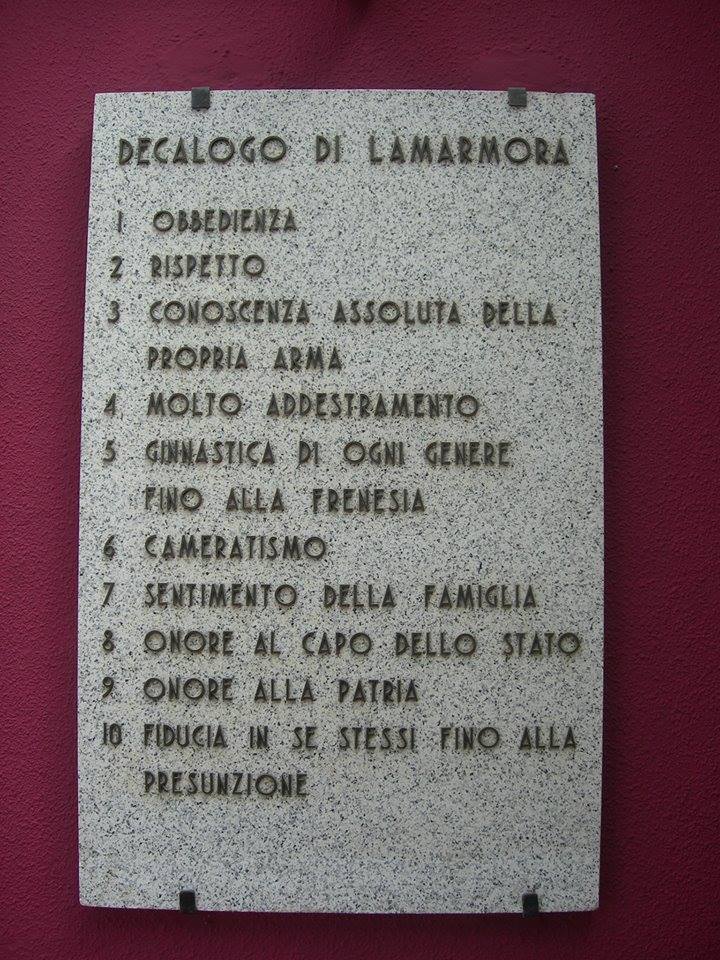 DECALOGO DI LAMARMORA
1 OBBEDIENZA
2 RISPETTO
3 CONOSCENZA ASSOLUTA DELLA
PROPRIA ARMA
4 MOLTO ADDESTRAMENTO
5 GINNASTICA DI OGNI GENERE
FINO ALLA FRENESIA
6 CAMERATISMO
7 SENTIMENTO DELLA FAMIGLIA
8 ONORE AL CAPO DELLO STATO
9 ONORE ALLA PATRIA
10 FIDUCIA IN SE STESSI FINO ALLA
PRESUNZIONE